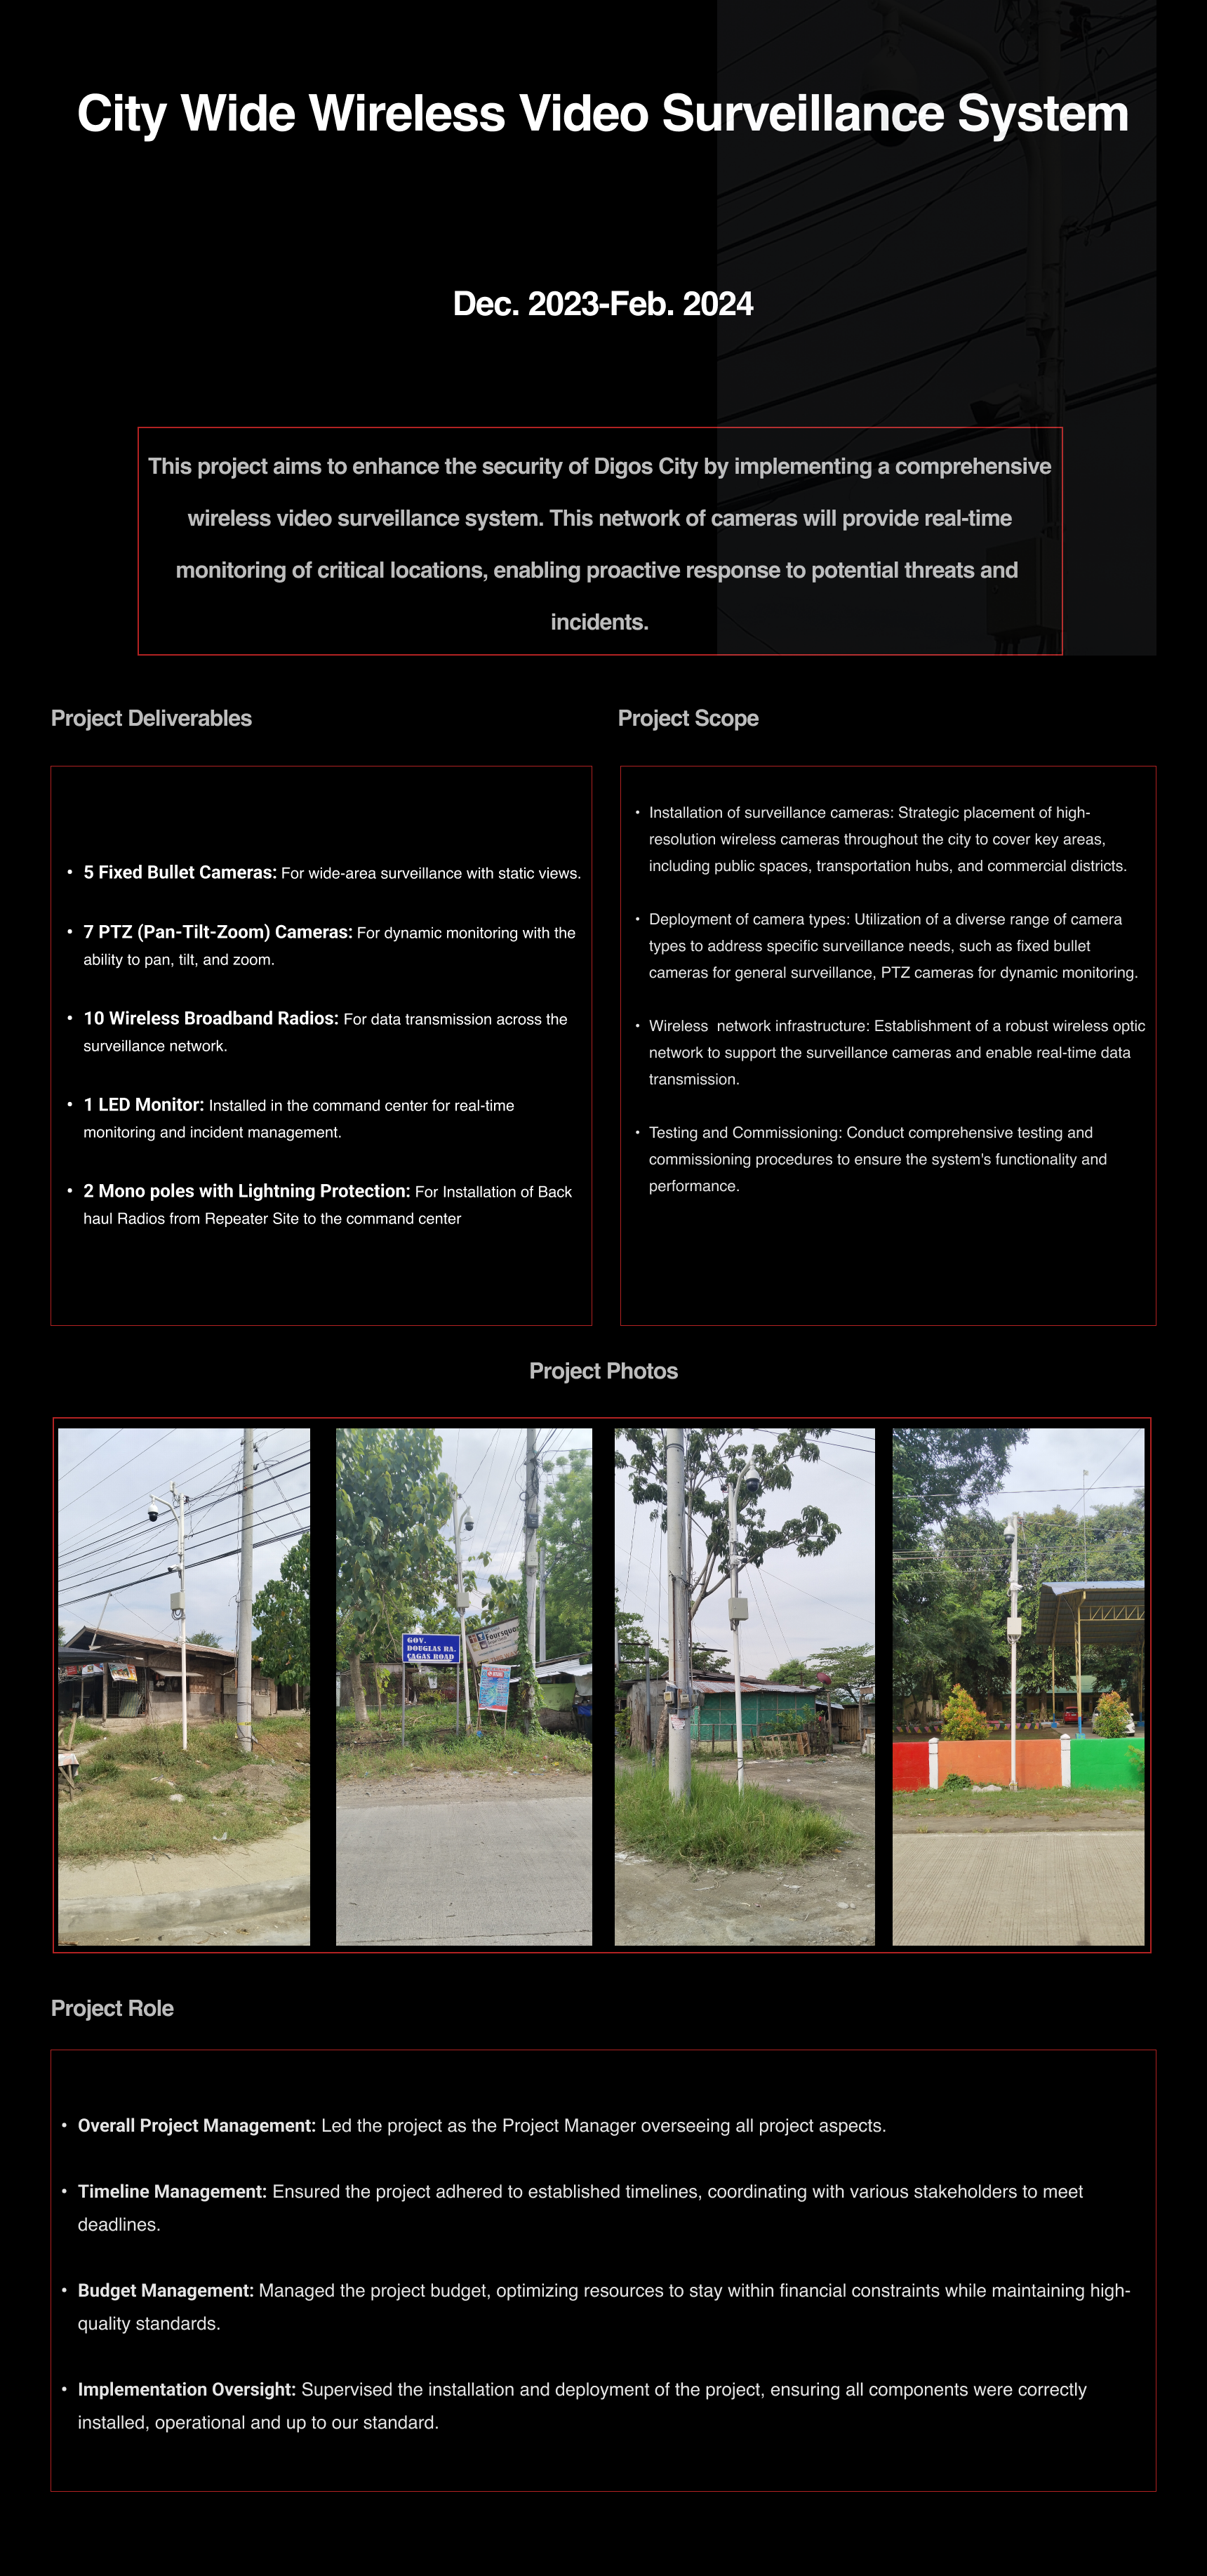 City Wide Wireless Video Surveillance System
Dec. 2023-Feb. 2024
This project aims to enhance the security of Digos City by implementing a comprehensive
wireless video surveillance system. This network of cameras will provide real-time
monitoring of critical locations, enabling proactive response to potential threats and
incidents.
Project Deliverables
• 5 Fixed Bullet Cameras: For wide-area surveillance with static views.
• 7 PTZ (Pan-Tilt-Zoom) Cameras: For dynamic monitoring with the
ability to pan, tilt, and zoom.
• 10 Wireless Broadband Radios: For data transmission across the
surveillance network.
• 1 LED Monitor: Installed in the command center for real-time
monitoring and incident management.
• 2 Mono poles with Lightning Protection: For Installation of Back
haul Radios from Repeater Site to the command center
Project Scope
• Installation of surveillance cameras: Strategic placement of high-
resolution wireless cameras throughout the city to cover key areas,
including public spaces, transportation hubs, and commercial districts.
• Deployment of camera types: Utilization of a diverse range of camera
types to address specific surveillance needs, such as fixed bullet
cameras for general surveillance, PTZ cameras for dynamic monitoring.
• Wireless  network infrastructure: Establishment of a robust wireless optic
network to support the surveillance cameras and enable real-time data
transmission.
• Testing and Commissioning: Conduct comprehensive testing and
commissioning procedures to ensure the system's functionality and
performance.
Project Photos
GOV.
DOUGLAS RA.
CAGAS ROAD
Foursquare
Project Role
• Overall Project Management: Led the project as the Project Manager overseeing all project aspects.
• Timeline Management: Ensured the project adhered to established timelines, coordinating with various stakeholders to meet
deadlines.
• Budget Management: Managed the project budget, optimizing resources to stay within financial constraints while maintaining high-
quality standards.
• Implementation Oversight: Supervised the installation and deployment of the project, ensuring all components were correctly
installed, operational and up to our standard.